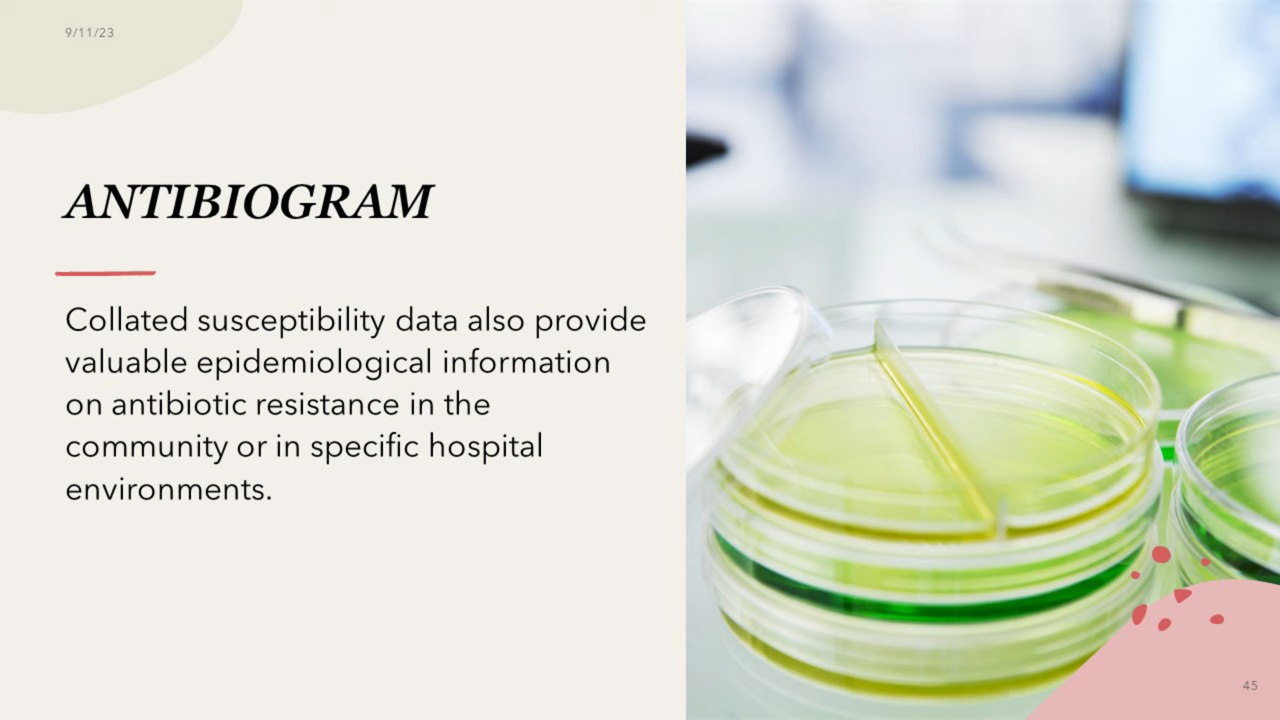 9/11/23
ANTIBIOGRAM
Collated susceptibility data also provide
valuable epidemiological information
on antibiotic resistance in the
community or in specific hospital
environments.
45